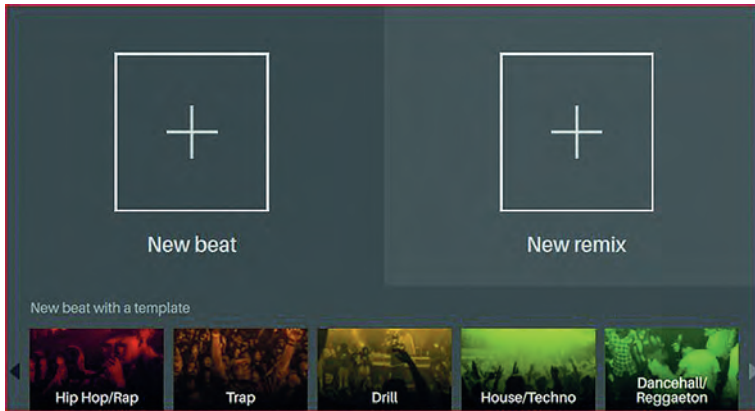 New beat
New remix
New beat with a template
Hip Hop/Rap
Trap
Drill
House/Techno
Dancehall/
Reggaeton